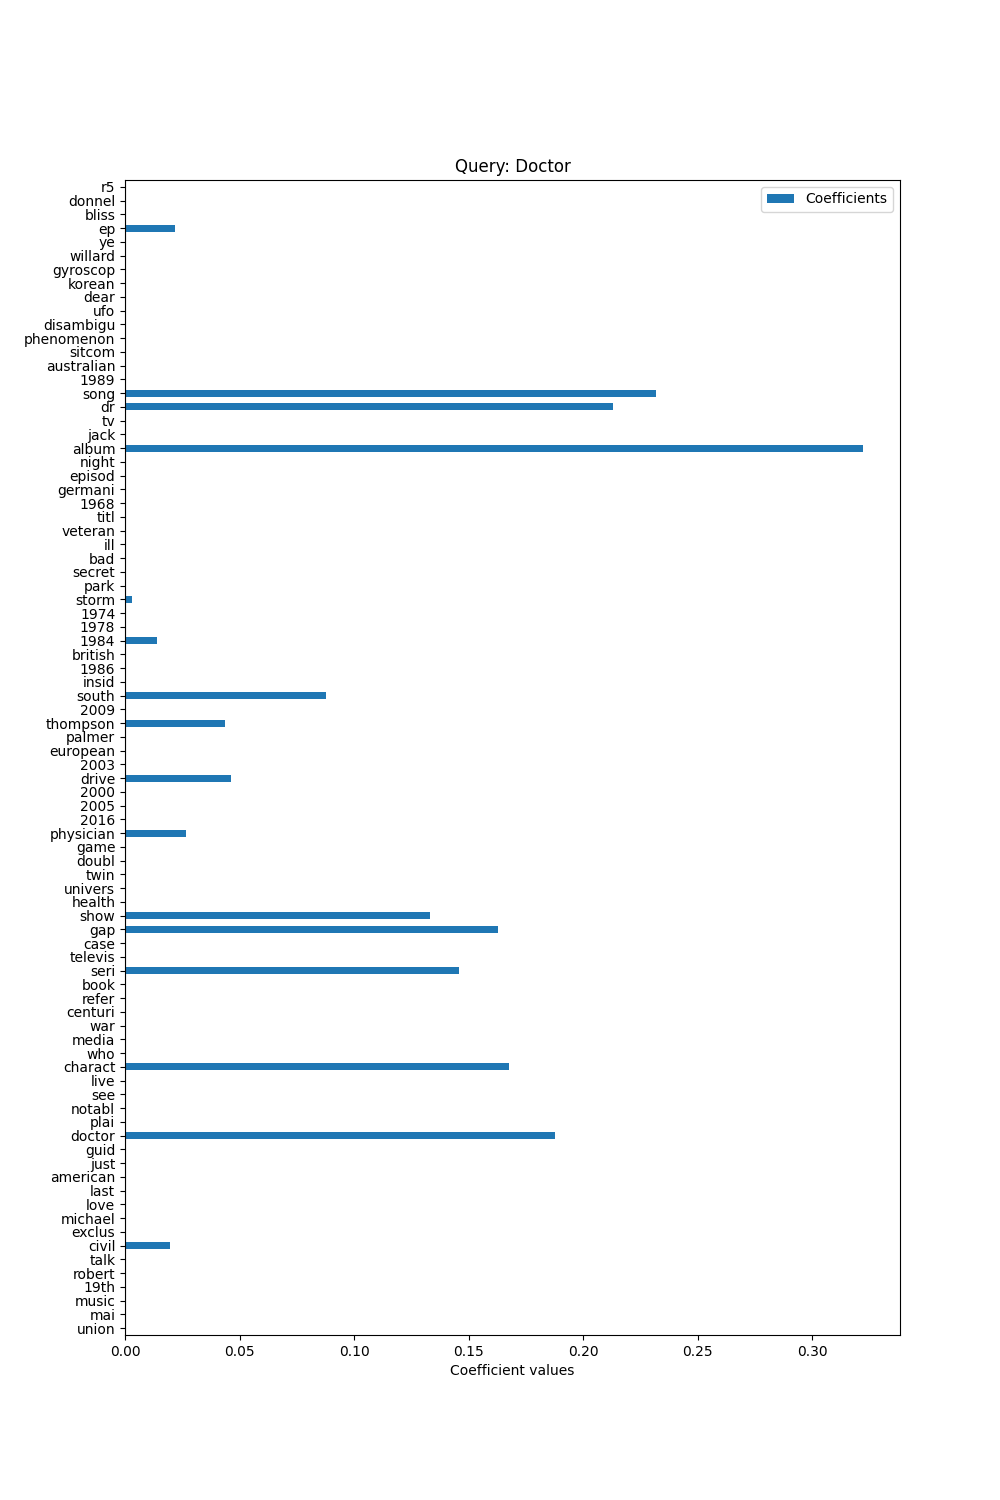 Query: Doctor
Coefficients
r5
donnel
bliss
ep
ye
willard
gyroscop
korean
dear
ufo
disambigu
phenomenon
sitcom
australian
1989
song
dr
tv
jack
album
night
episod
germani
1968
titl
veteran
ill
bad
secret
park
storm
1974
1978
1984
british
1986
insid
south
2009
thompson
palmer
european
2003
drive
2000
2005
2016
physician
game
doubl
twin
univers
health
show
gap
case
televis
seri
book
refer
centuri
war
media
who
charact
live
see
notabl
plai
doctor
guid
just
american
last
love
michael
exclus
civil
talk
robert
19th
music
mai
union
0.00 0.05 0.10 0.15 0.20 0.25 0.30
Coefficient values